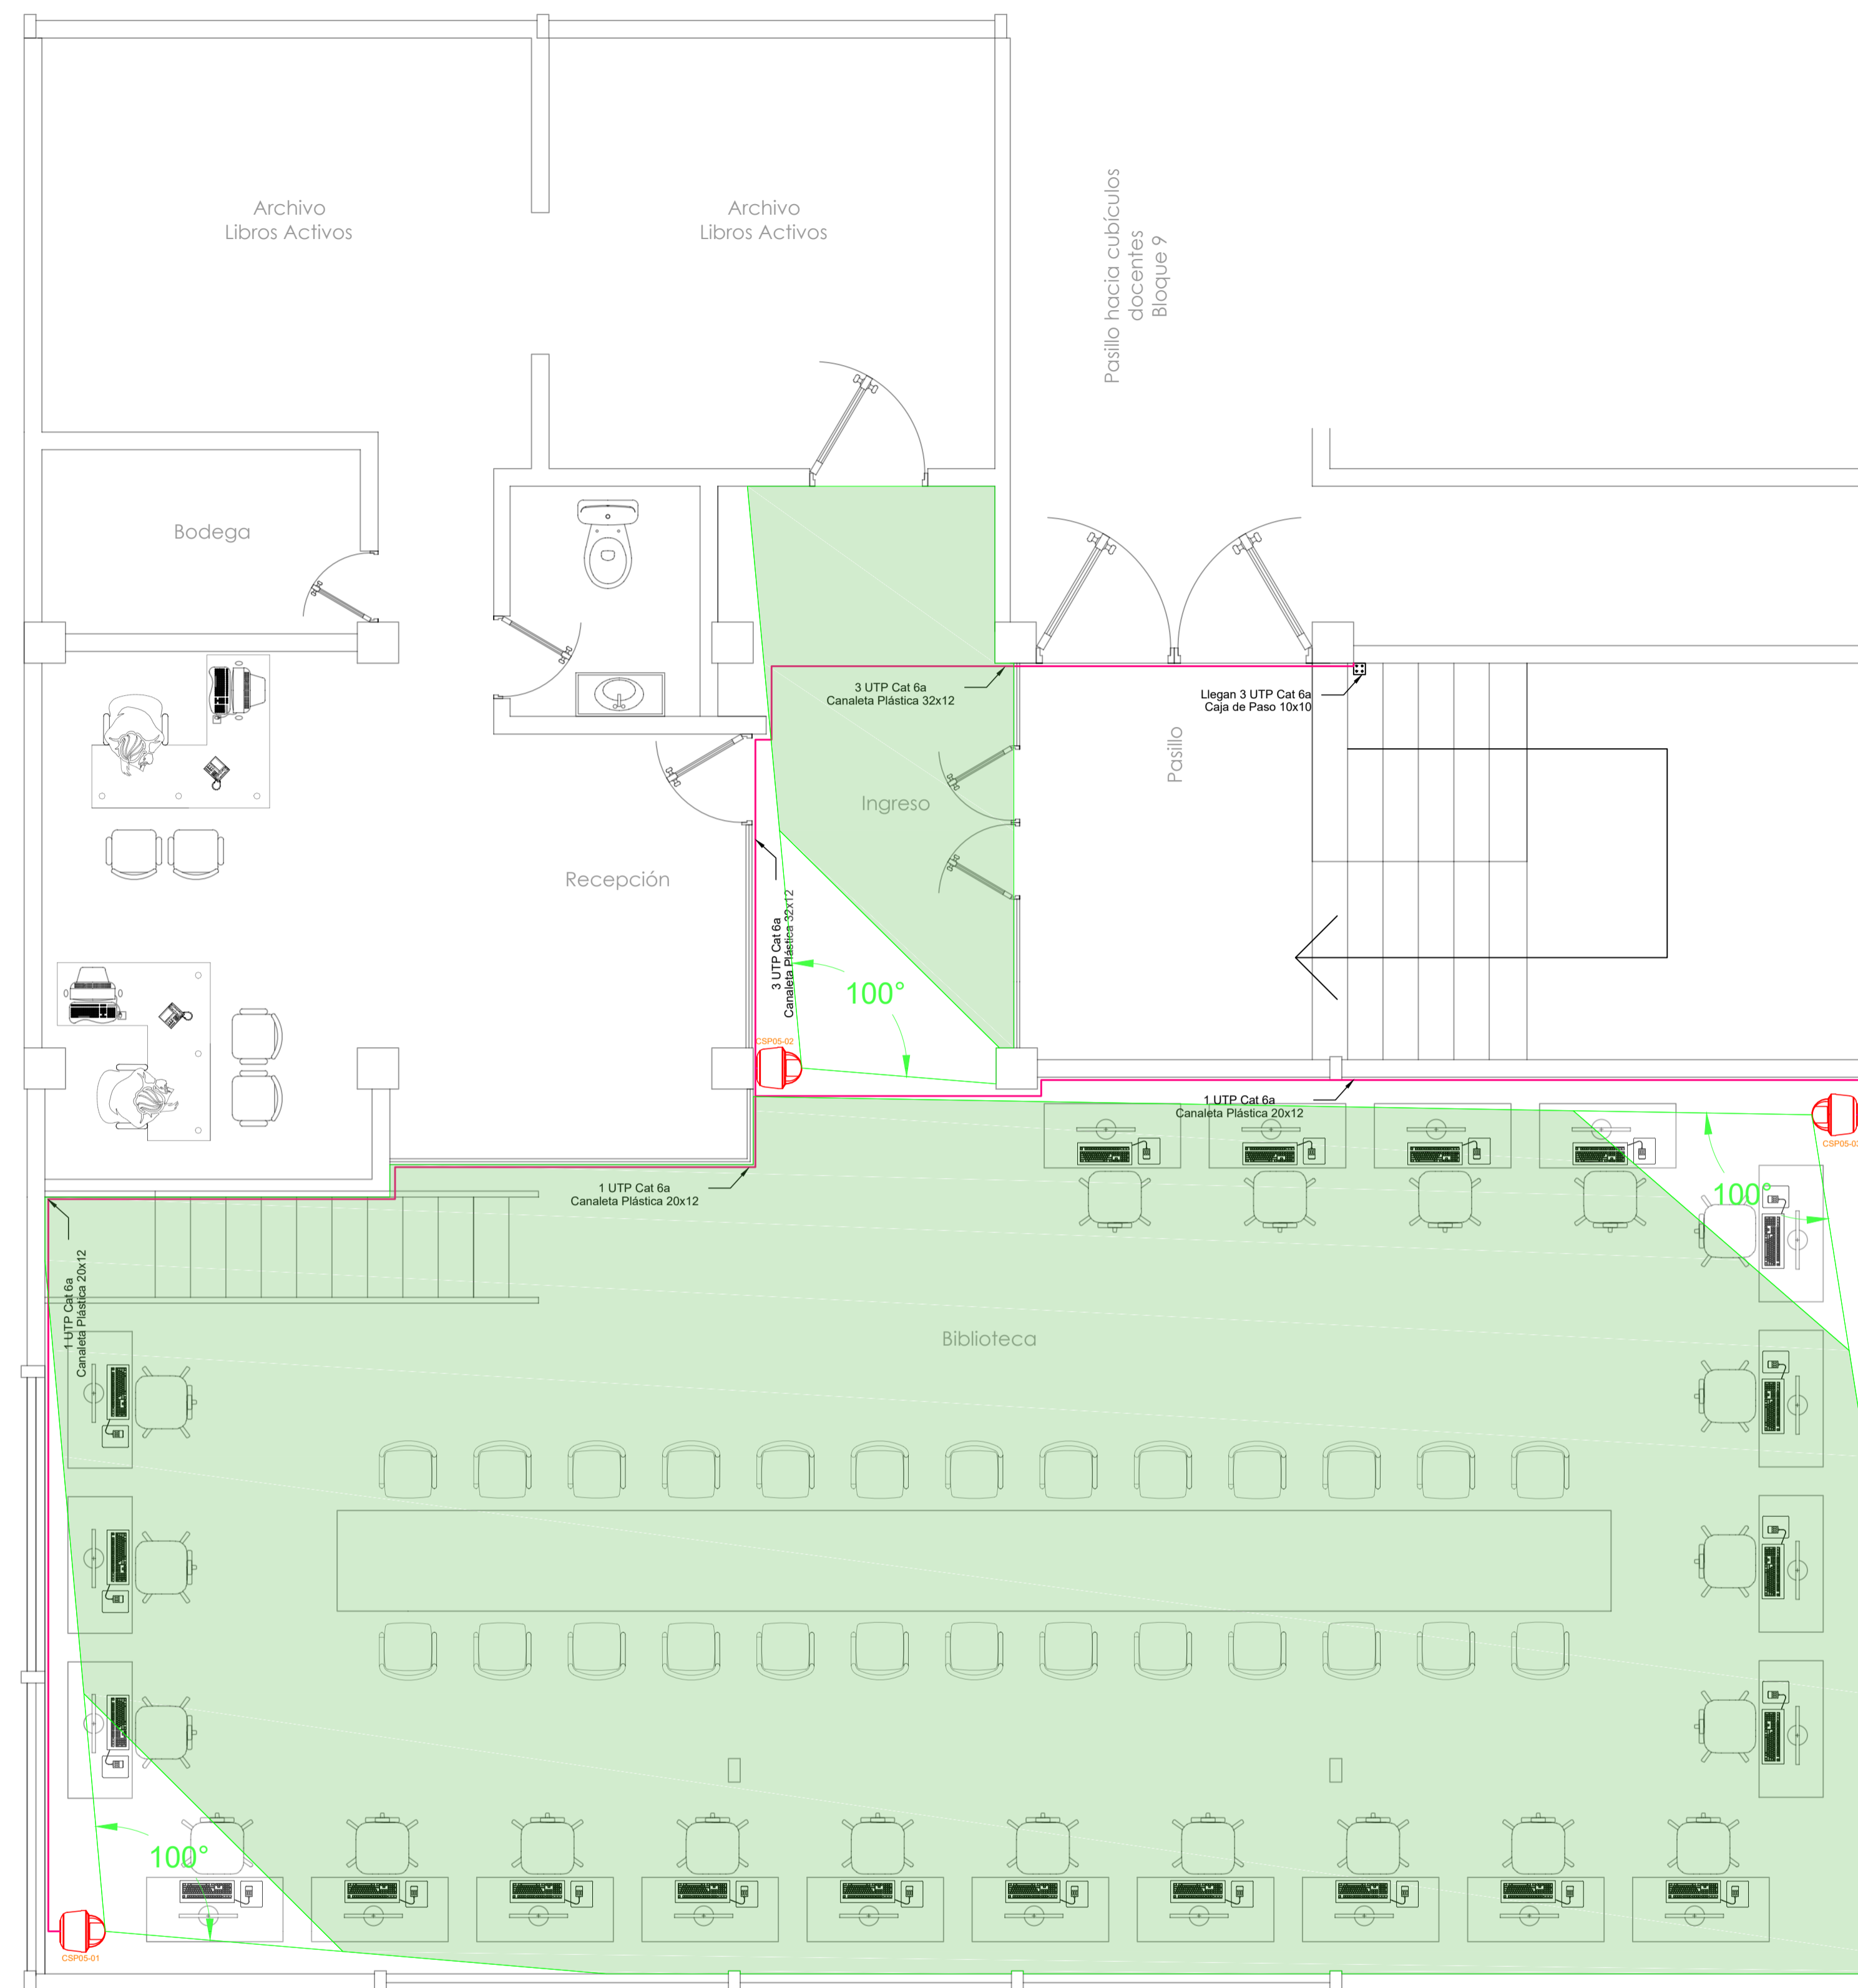 Archivo
Libros Activos
Archivo
Libros Activos
Pasillo hacia cubículos
docentes
Bloque 9
Bodega
3 UTP Cat 6a
Canaleta Plástica 32x12
Llegan 3 UTP Cat 6a
Caja de Paso 10x10
Pasillo
Ingreso
Recepción
3 UTP Cat 6a
Canaleta Plástica 32x12
100°
CSP05-02
1 UTP Cat 6a
Canaleta Plástica 20x12
100°
1 UTP Cat 6a
Canaleta Plástica 20x12
1 UTP Cat 6a
Canaleta Plástica 20x12
Biblioteca
100°
CSP05-01